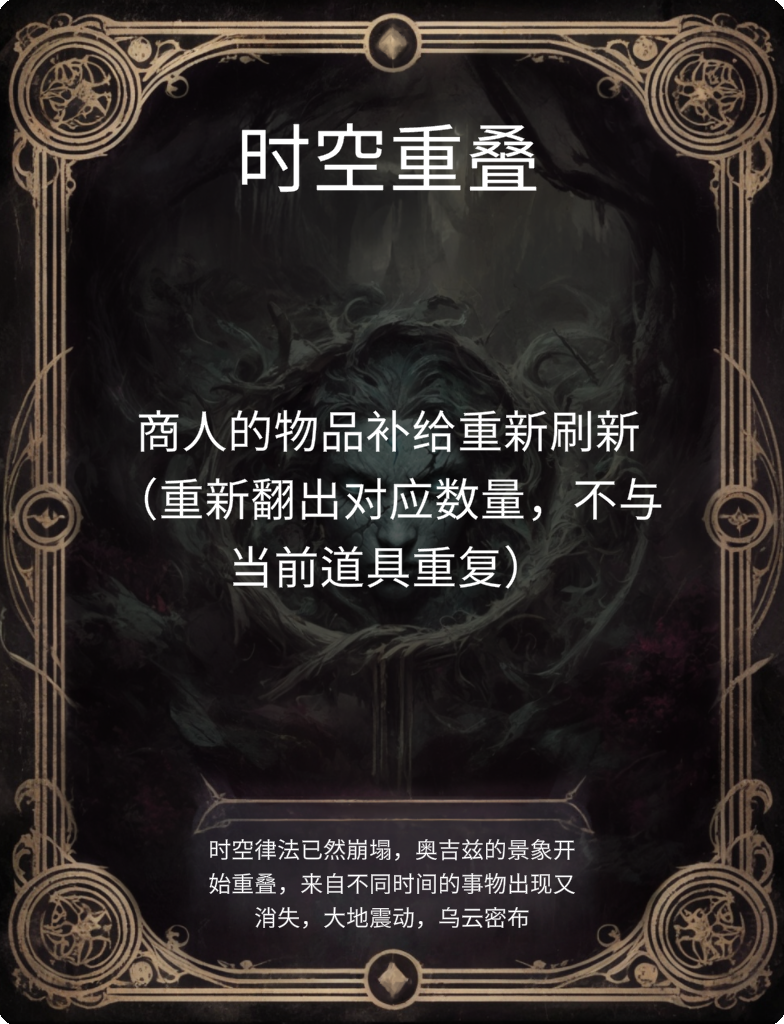 时空重叠
商人的物品补给重新刷新
（重新翻出对应数量，不与
当前道具重复）
时空律法已然崩塌，奥吉兹的景象开
始重叠，来自不同时间的事物出现又
消失，大地震动，乌云密布